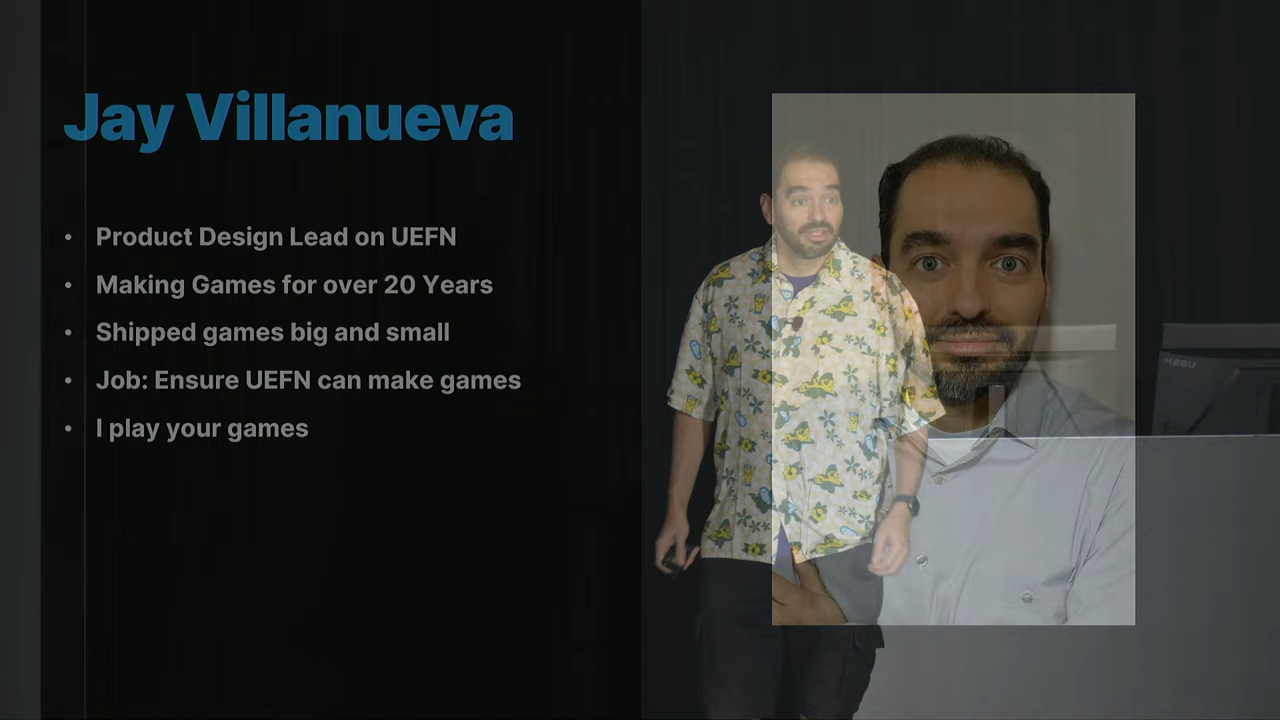 Jay Villanueva
• Product Design Lead on UEFN
• Making Games for over 20 Years
• Shipped games big and small
• Job: Ensure UEFN can make games
• I play your games